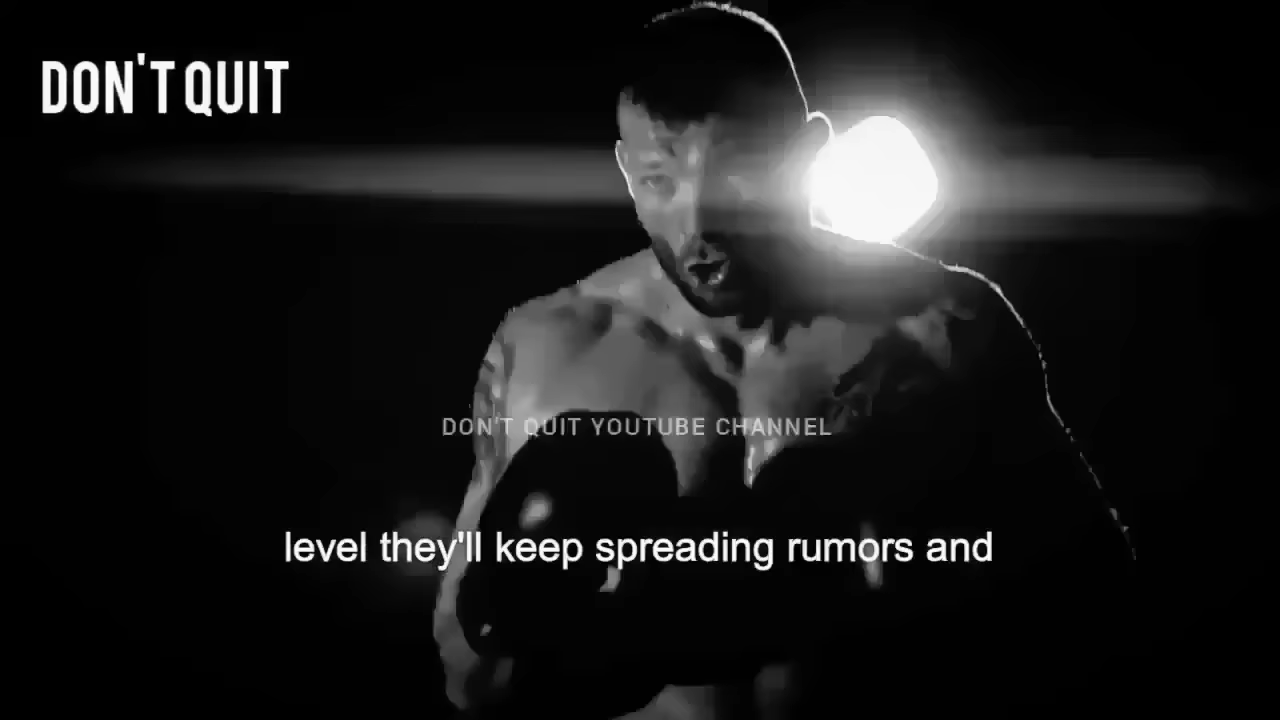 DON'T QUIT
DON'T QUIT YOUTUBE CHANNEL
level they'll keep spreading rumors and